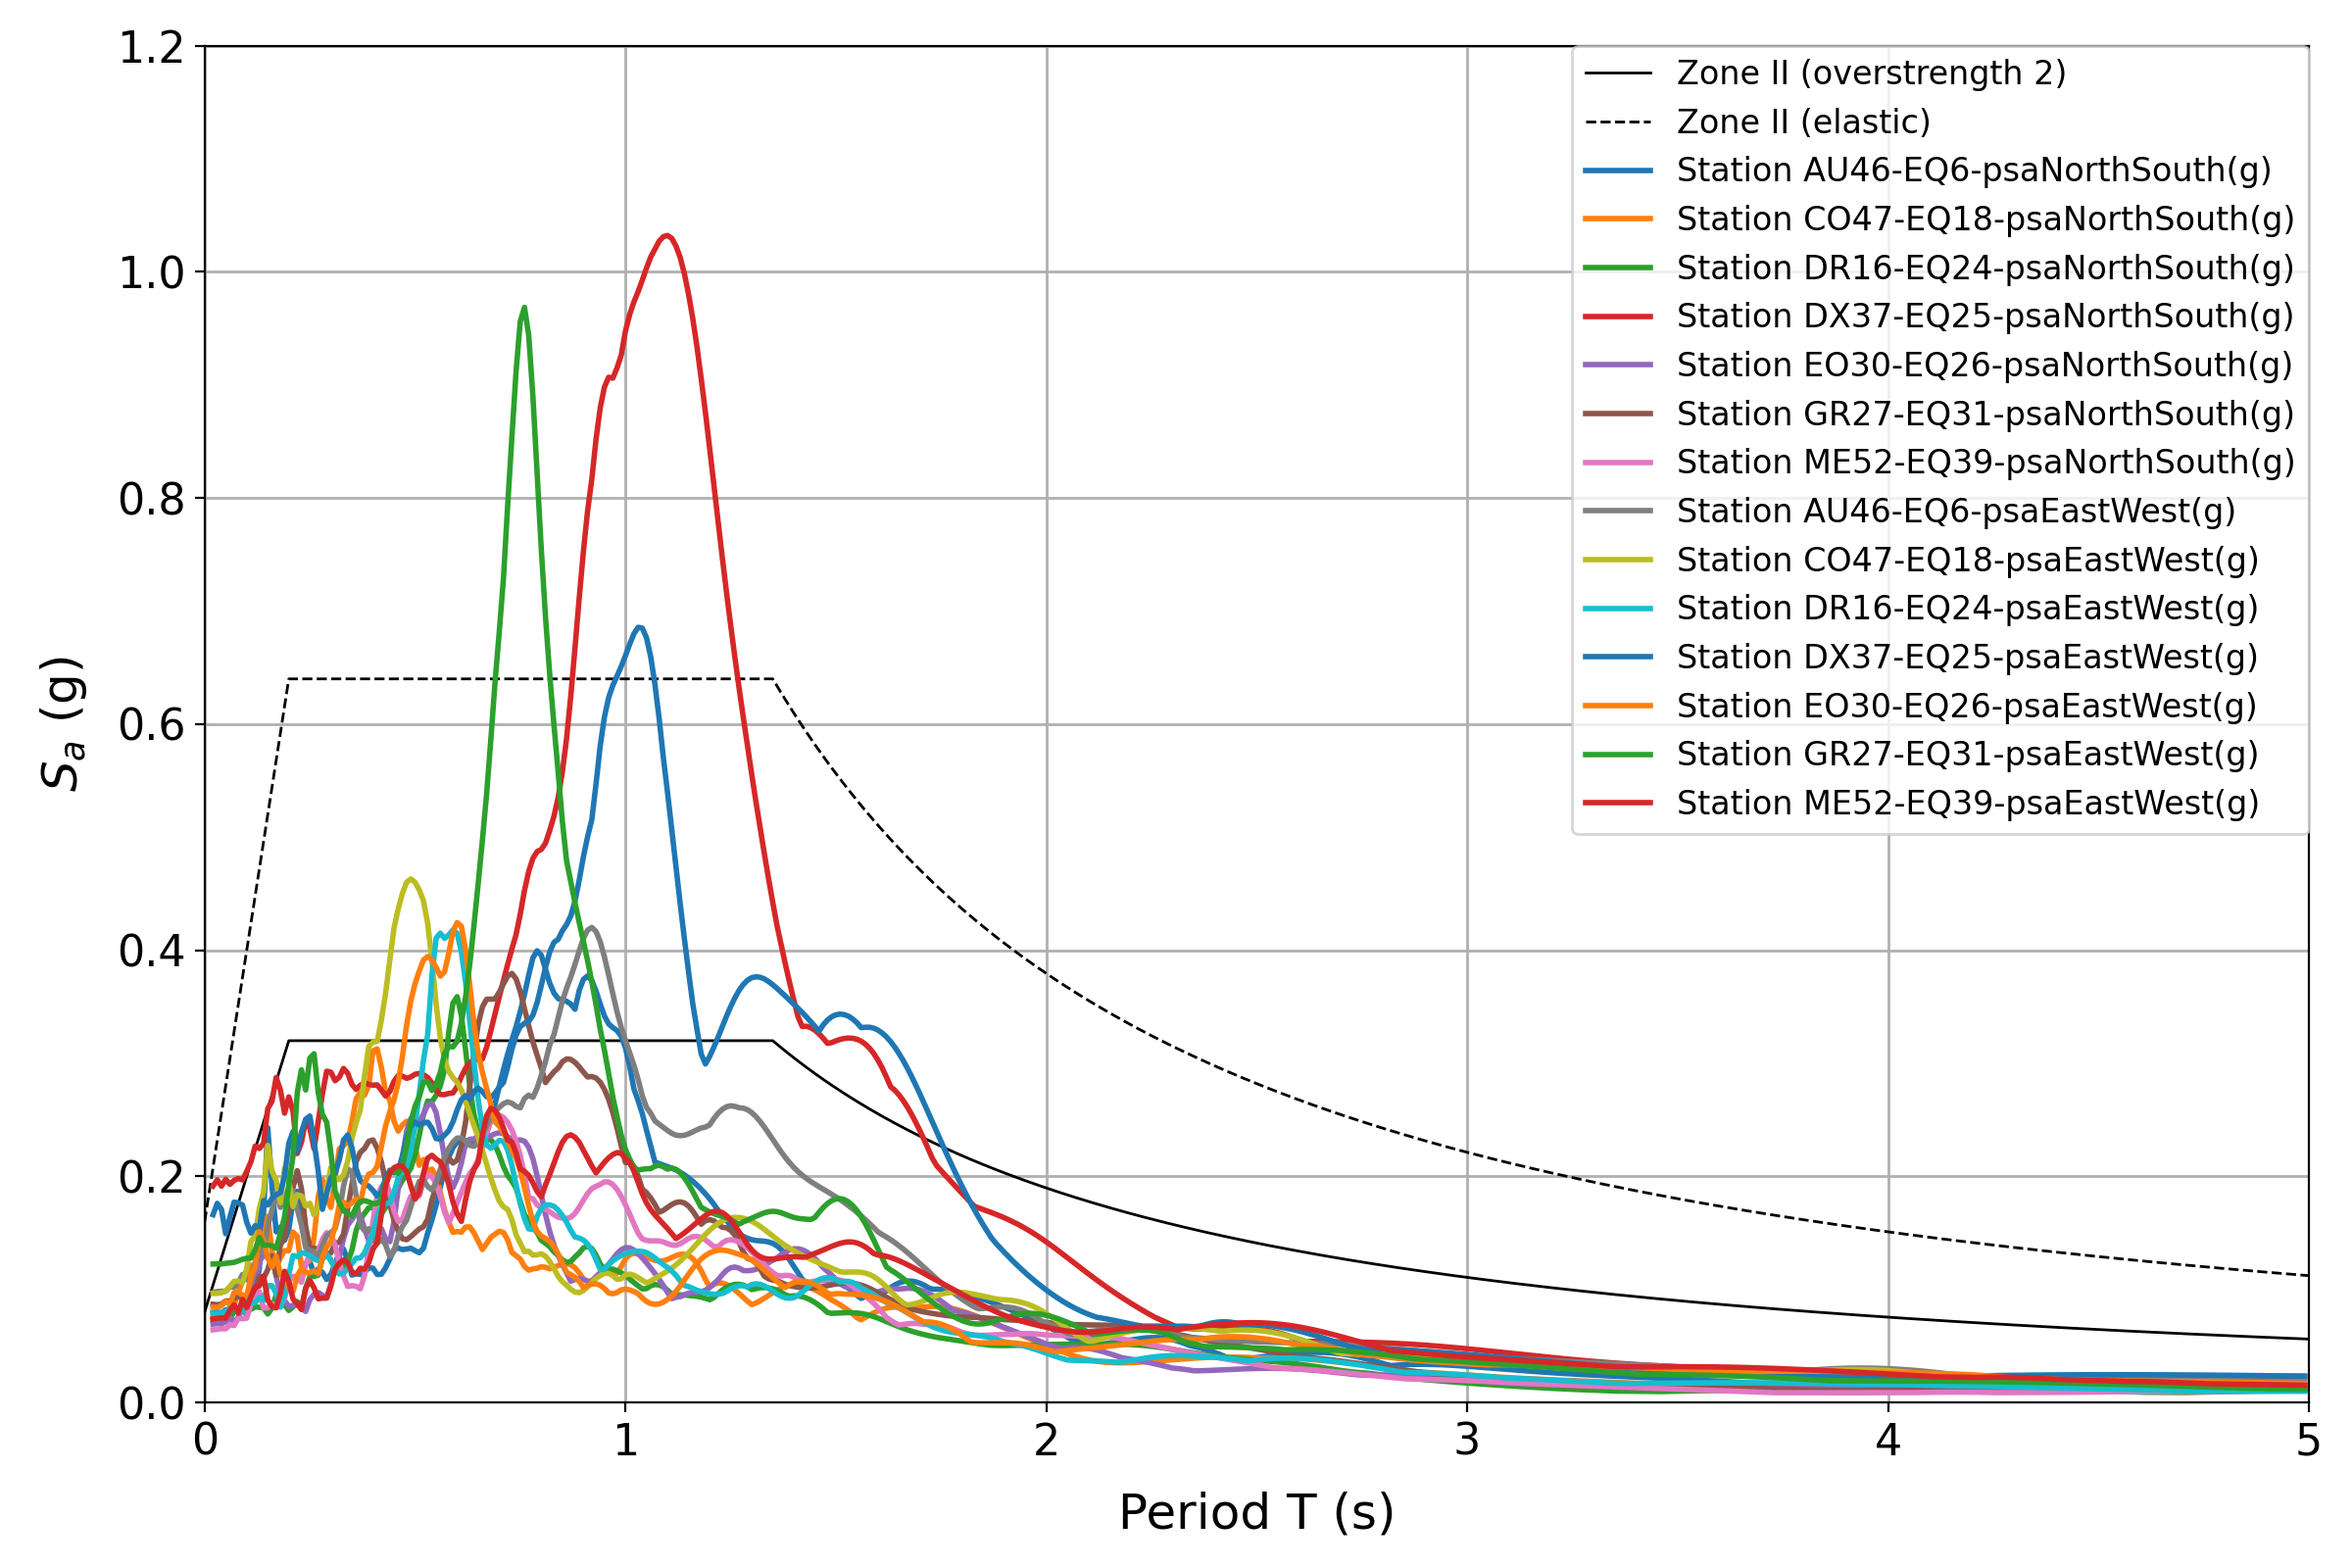 1.2
1.0
0.8
0.6
0.4
0.2
0.0
0 1 2 3 4 5
Sa (g)
Period T (s)
Zone II (overstrength 2)
Zone II (elastic)
Station AU46-EQ6-psaNorthSouth(g)
Station CO47-EQ18-psaNorthSouth(g)
Station DR16-EQ24-psaNorthSouth(g)
Station DX37-EQ25-psaNorthSouth(g)
Station EO30-EQ26-psaNorthSouth(g)
Station GR27-EQ31-psaNorthSouth(g)
Station ME52-EQ39-psaNorthSouth(g)
Station AU46-EQ6-psaEastWest(g)
Station CO47-EQ18-psaEastWest(g)
Station DR16-EQ24-psaEastWest(g)
Station DX37-EQ25-psaEastWest(g)
Station EO30-EQ26-psaEastWest(g)
Station GR27-EQ31-psaEastWest(g)
Station ME52-EQ39-psaEastWest(g)